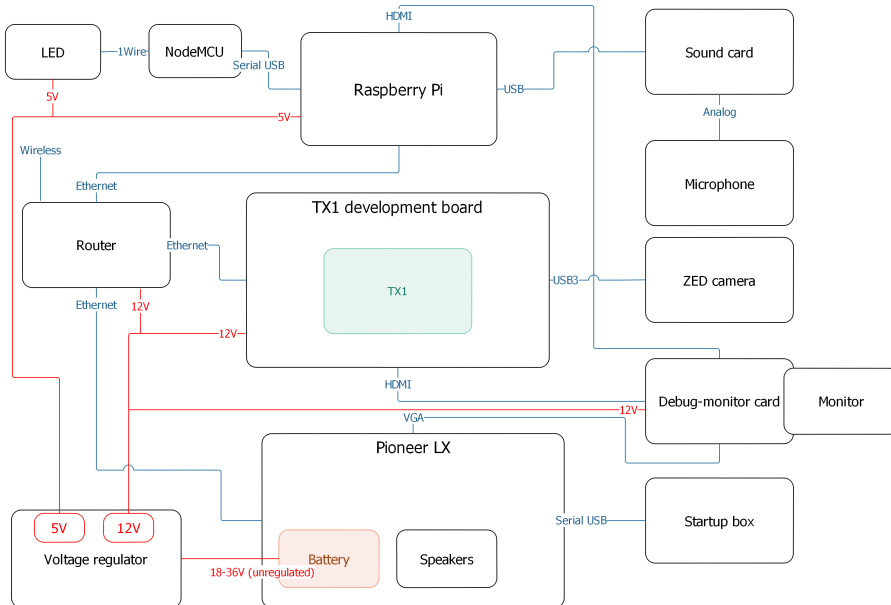 HDMI
LED
1Wire
NodeMCU
Serial USB
Raspberry Pi
USB
Sound card
5V
5V
Analog
Wireless
Ethernet
Microphone
TX1 development board
Router
Ethernet
TX1
USB3
ZED camera
Ethernet
12V
12V
HDMI
Debug-monitor card
Monitor
12V
VGA
Pioneer LX
5V
12V
Serial USB
Startup box
Voltage regulator
Battery
Speakers
18-36V (unregulated)